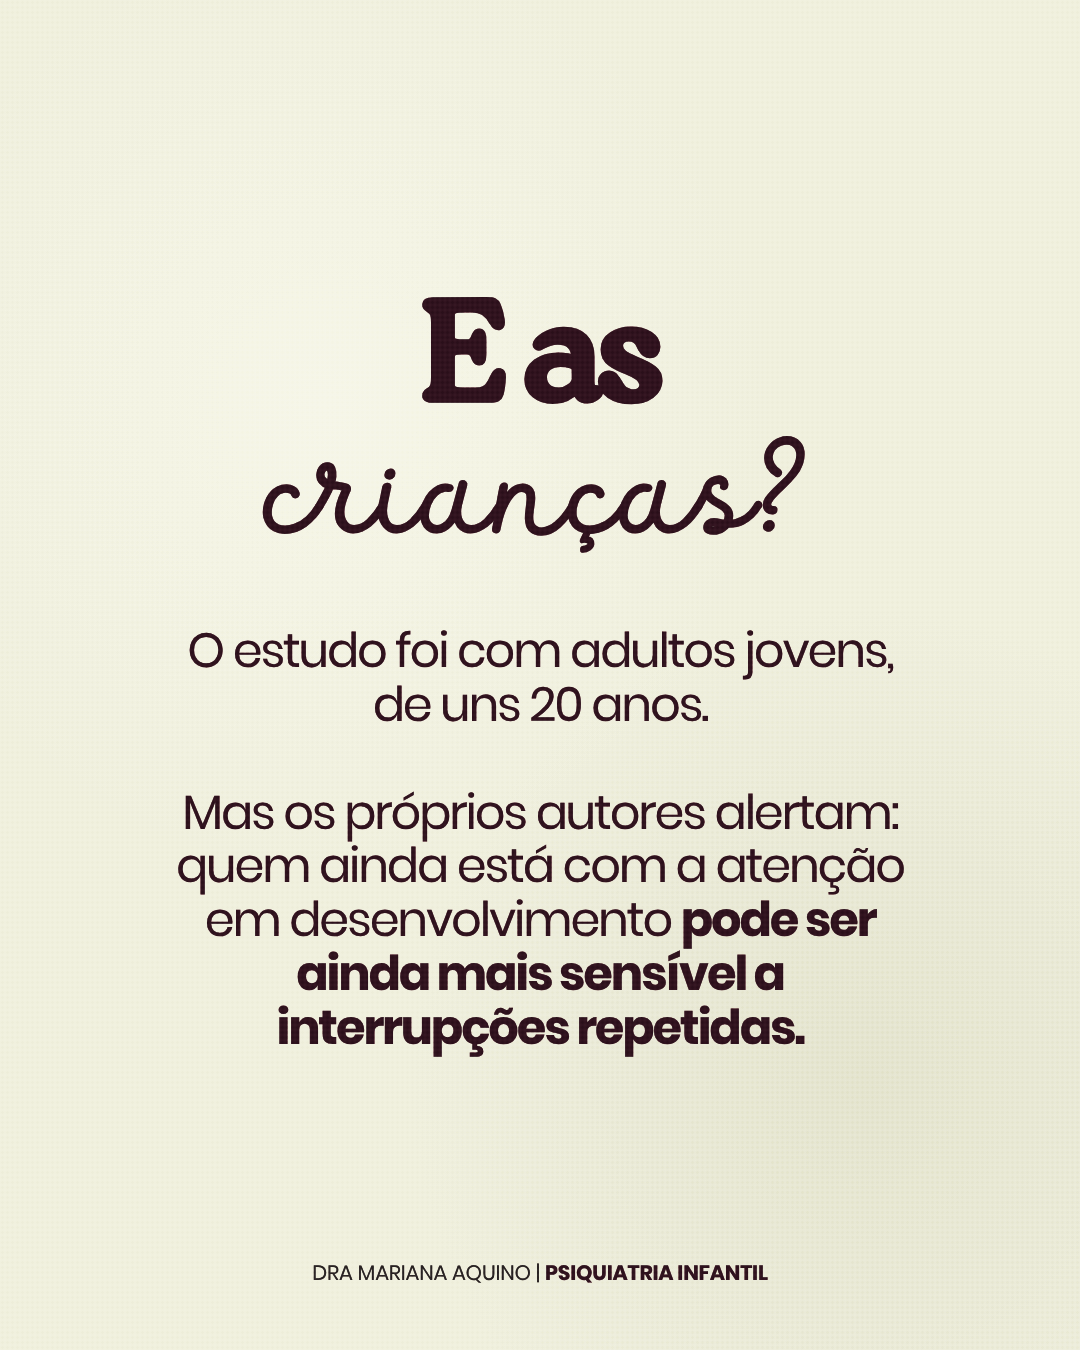 E as
crianças?
O estudo foi com adultos jovens,
de uns 20 anos.
Mas os próprios autores alertam:
quem ainda está com a atenção
em desenvolvimento pode ser
ainda mais sensível a
interrupções repetidas.
DRA MARIANA AQUINO | PSIQUIATRIA INFANTIL